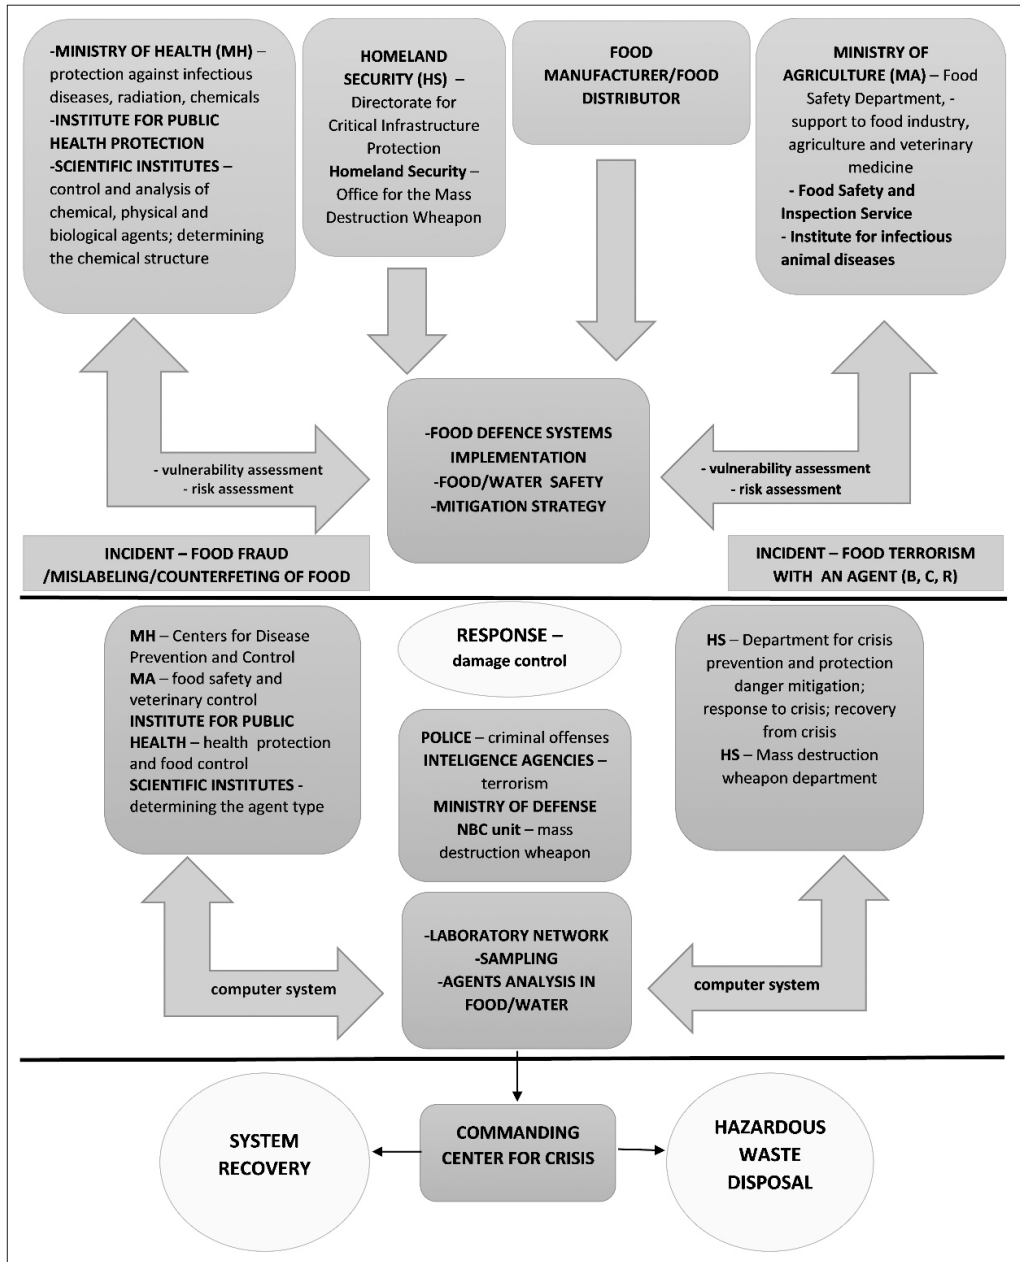 -MINISTRY OF HEALTH (MH) –
protection against infectious
diseases, radiation, chemicals
-INSTITUTE FOR PUBLIC
HEALTH PROTECTION
-SCIENTIFIC INSTITUTES –
control and analysis of
chemical, physical and
biological agents; determining
the chemical structure
HOMELAND
SECURITY (HS) –
Directorate for
Critical Infrastructure
Protection
Homeland Security –
Office for the Mass
Destruction Wheapon
FOOD
MANUFACTURER/FOOD
DISTRIBUTOR
MINISTRY OF
AGRICULTURE (MA) – Food
Safety Department, -
support to food industry,
agriculture and veterinary
medicine
- Food Safety and
Inspection Service
- Institute for infectious
animal diseases
- vulnerability assessment
- risk assessment
-FOOD DEFENCE SYSTEMS
IMPLEMENTATION
-FOOD/WATER SAFETY
-MITIGATION STRATEGY
- vulnerability assessment
- risk assessment
INCIDENT – FOOD FRAUD
/MISLABELING/COUNTERFETING OF FOOD
INCIDENT – FOOD TERRORISM
WITH AN AGENT (B, C, R)
MH – Centers for Disease
Prevention and Control
MA – food safety and
veterinary control
INSTITUTE FOR PUBLIC
HEALTH – health protection
and food control
SCIENTIFIC INSTITUTES -
determining the agent type
RESPONSE –
damage control
POLICE – criminal offenses
INTELIGENCE AGENCIES –
terrorism
MINISTRY OF DEFENSE
NBC unit – mass
destruction wheapon
HS – Department for crisis
prevention and protection
danger mitigation;
response to crisis; recovery
from crisis
HS – Mass destruction
wheapon department
computer system
-LABORATORY NETWORK
-SAMPLING
-AGENTS ANALYSIS IN
FOOD/WATER
computer system
SYSTEM
RECOVERY
COMMANDING
CENTER FOR CRISIS
HAZARDOUS
WASTE
DISPOSAL